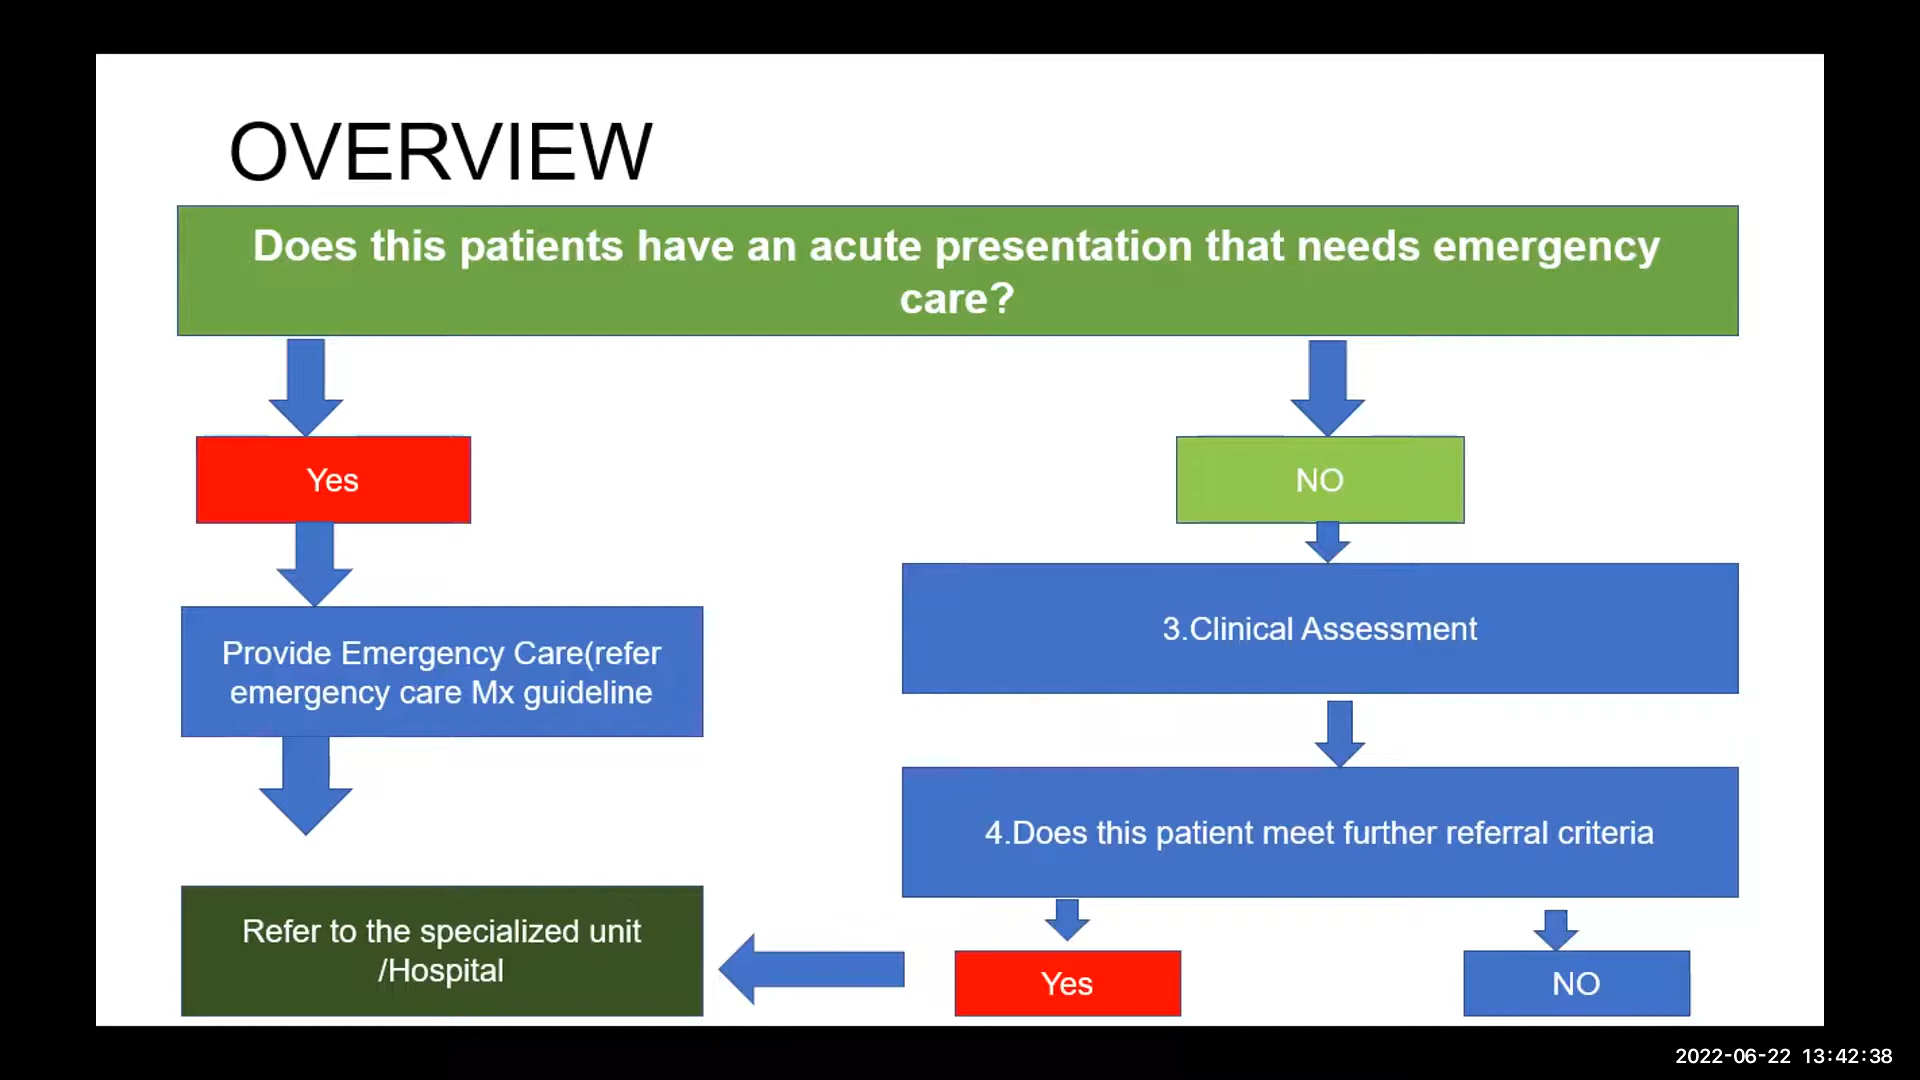 OVERVIEW
Does this patients have an acute presentation that needs emergency
care?
Yes
NO
Provide Emergency Care(refer
emergency care Mx guideline
3.Clinical Assessment
4.Does this patient meet further referral criteria
Refer to the specialized unit
/Hospital
Yes
NO
2022-06-22 13:42:38